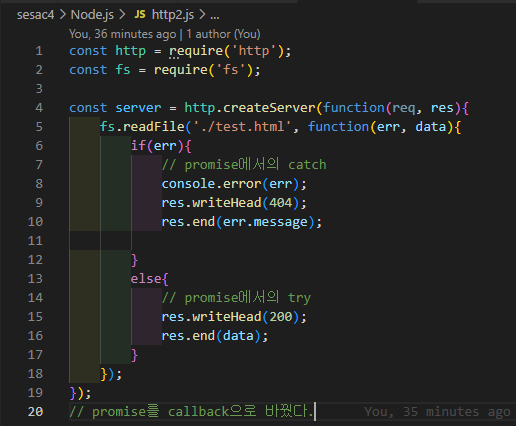 sesac4 > Node.js > JS http2.js > ...
You, 36 minutes ago | 1 author (You)
1 const http = require('http');
2 const fs = require('fs');
3
4 const server = http.createServer(function(req, res){
5 fs.readFile('./test.html', function(err, data){
6 if(err){
7 // promise에서의 catch
8 console.error(err);
9 res.writeHead(404);
10 res.end(err.message);
11
12 }
13 else{
14 // promise에서의 try
15 res.writeHead(200);
16 res.end(data);
17 }
18 });
19 });
20 // promise를 callback으로 바꿨다. You, 35 minutes ago